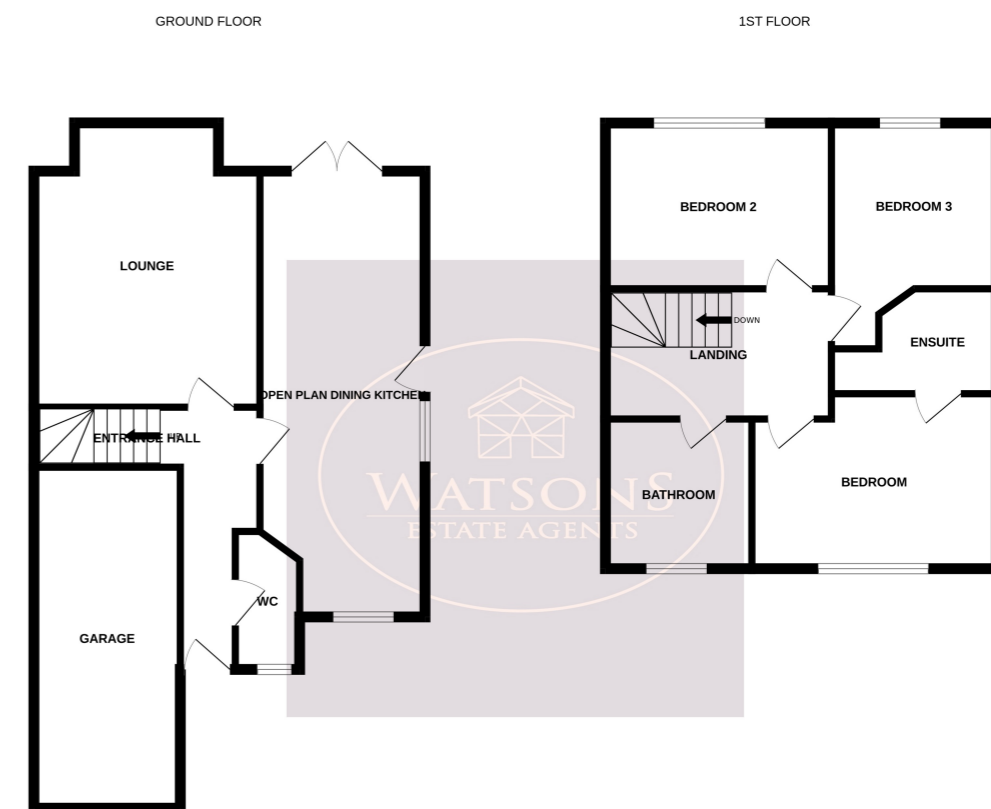 GROUND FLOOR
1ST FLOOR
LOUNGE
OPEN PLAN DINING KITCHEN
ENTRANCE HALL
WC
GARAGE
BEDROOM 2
BEDROOM 3
DOWN
LANDING
ENSUITE
BATHROOM
BEDROOM
WATSONS
ESTATE AGENTS